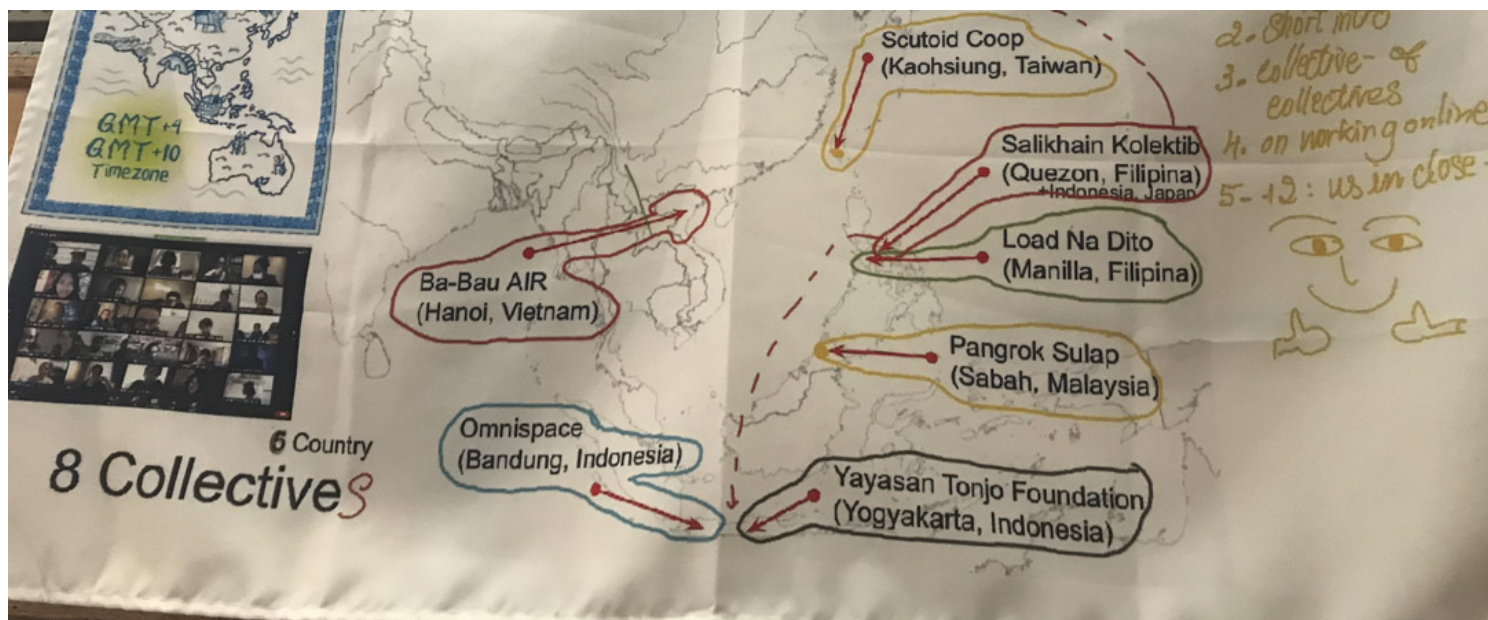 GMT+4
GMT+10
Timezone
6 Country
8 Collectives
Scutoid Coop
(Kaohsiung, Taiwan)
Salikhain Kolektib
(Quezon, Filipina)
+Indonesia, Japan
Load Na Dito
(Manilla, Filipina)
Ba-Bau AIR
(Hanoi, Vietnam)
Pangrok Sulap
(Sabah, Malaysia)
Omnispace
(Bandung, Indonesia)
Yayasan Tonjo Foundation
(Yogyakarta, Indonesia)
2. Short intro
3. collective- of
collectives
4. on working online
5-12: us in close-